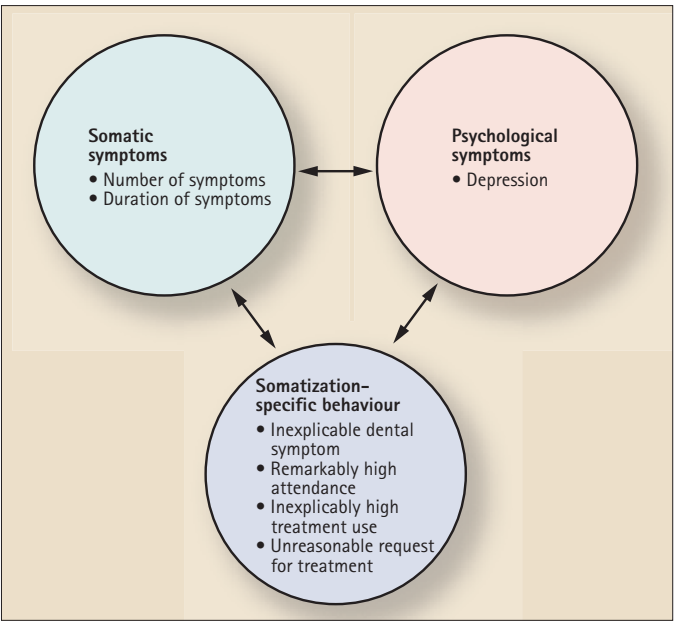 Somatic
symptoms
• Number of symptoms
• Duration of symptoms
Psychological
symptoms
• Depression
Somatization-
specific behaviour
• Inexplicable dental
symptom
• Remarkably high
attendance
• Inexplicably high
treatment use
• Unreasonable request
for treatment